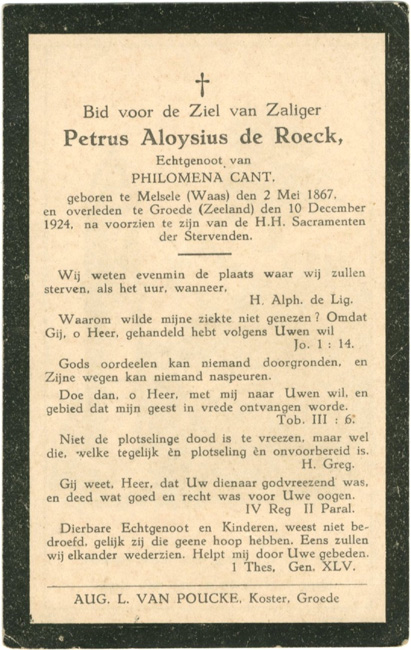 Bid voor de Ziel van Zaliger
Petrus Aloysius de Roeck,
Echtgenoot van
PHILOMENA CANT.
geboren te Melsele (Waas) den 2 Mei 1867,
en overleden te Groede (Zeeland) den 10 December
1924, na voorzien te zijn van de H.H. Sacramenten
der Stervenden.
Wij weten evenmin de plaats waar wij zullen
sterven, als het uur, wanneer,
H. Alph. de Lig.
Waarom wilde mijne ziekte niet genezen? Omdat
Gij, o Heer, gehandeld hebt volgens Uwen wil
Jo. 1 : 14.
Gods oordeelen kan niemand doorgronden, en
Zijne wegen kan niemand naspeuren.
Doe dan, o Heer, met mij naar Uwen wil, en
gebied dat mijn geest in vrede ontvangen worde.
Tob. III : 6.
Niet de plotselinge dood is te vreezen, maar wel
die, welke tegelijk èn plotseling èn onvoorbereid is.
H. Greg.
Gij weet, Heer, dat Uw dienaar godvreezend was,
en deed wat goed en recht was voor Uwe oogen.
IV Reg II Paral.
Dierbare Echtgenoot en Kinderen, weest niet be-
droefd, gelijk zij die geene hoop hebben. Eens zullen
wij elkander wederzien. Helpt mij door Uwe gebeden.
1 Thes, Gen. XLV.
AUG. L. VAN POUCKE, Koster, Groede